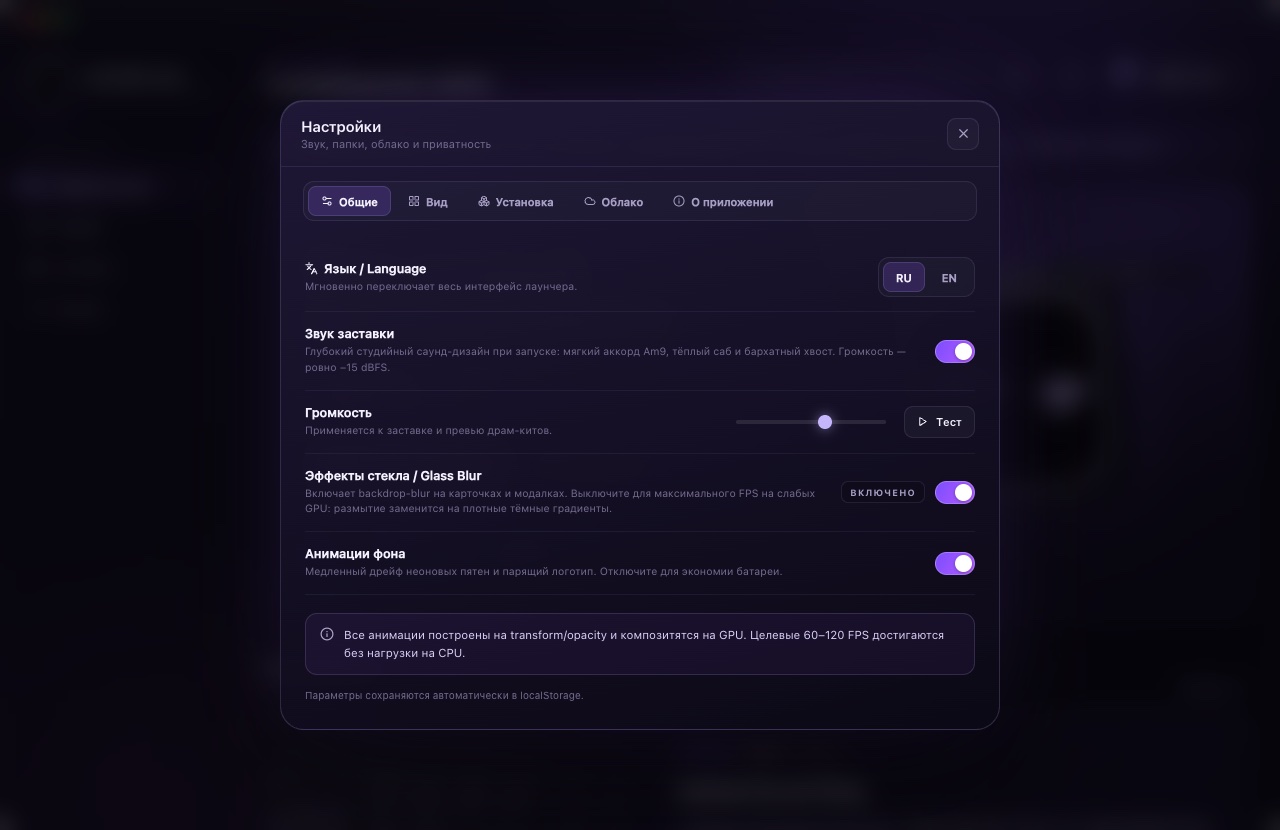 Настройки
Звук, папки, облако и приватность
Общие
Вид
Установка
Облако
О приложении
Язык / Language
Мгновенно переключает весь интерфейс лаунчера.
RU
EN
Звук заставки
Глубокий студийный саунд-дизайн при запуске: мягкий аккорд Am9, тёплый саб и бархатный хвост. Громкость —
ровно −15 dBFS.
Громкость
Применяется к заставке и превью драм-китов.
Тест
Эффекты стекла / Glass Blur
Включает backdrop-blur на карточках и модалках. Выключите для максимального FPS на слабых
GPU: размытие заменится на плотные тёмные градиенты.
ВКЛЮЧЕНО
Анимации фона
Медленный дрейф неоновых пятен и парящий логотип. Отключите для экономии батареи.
Все анимации построены на transform/opacity и композитятся на GPU. Целевые 60–120 FPS достигаются
без нагрузки на CPU.
Параметры сохраняются автоматически в localStorage.